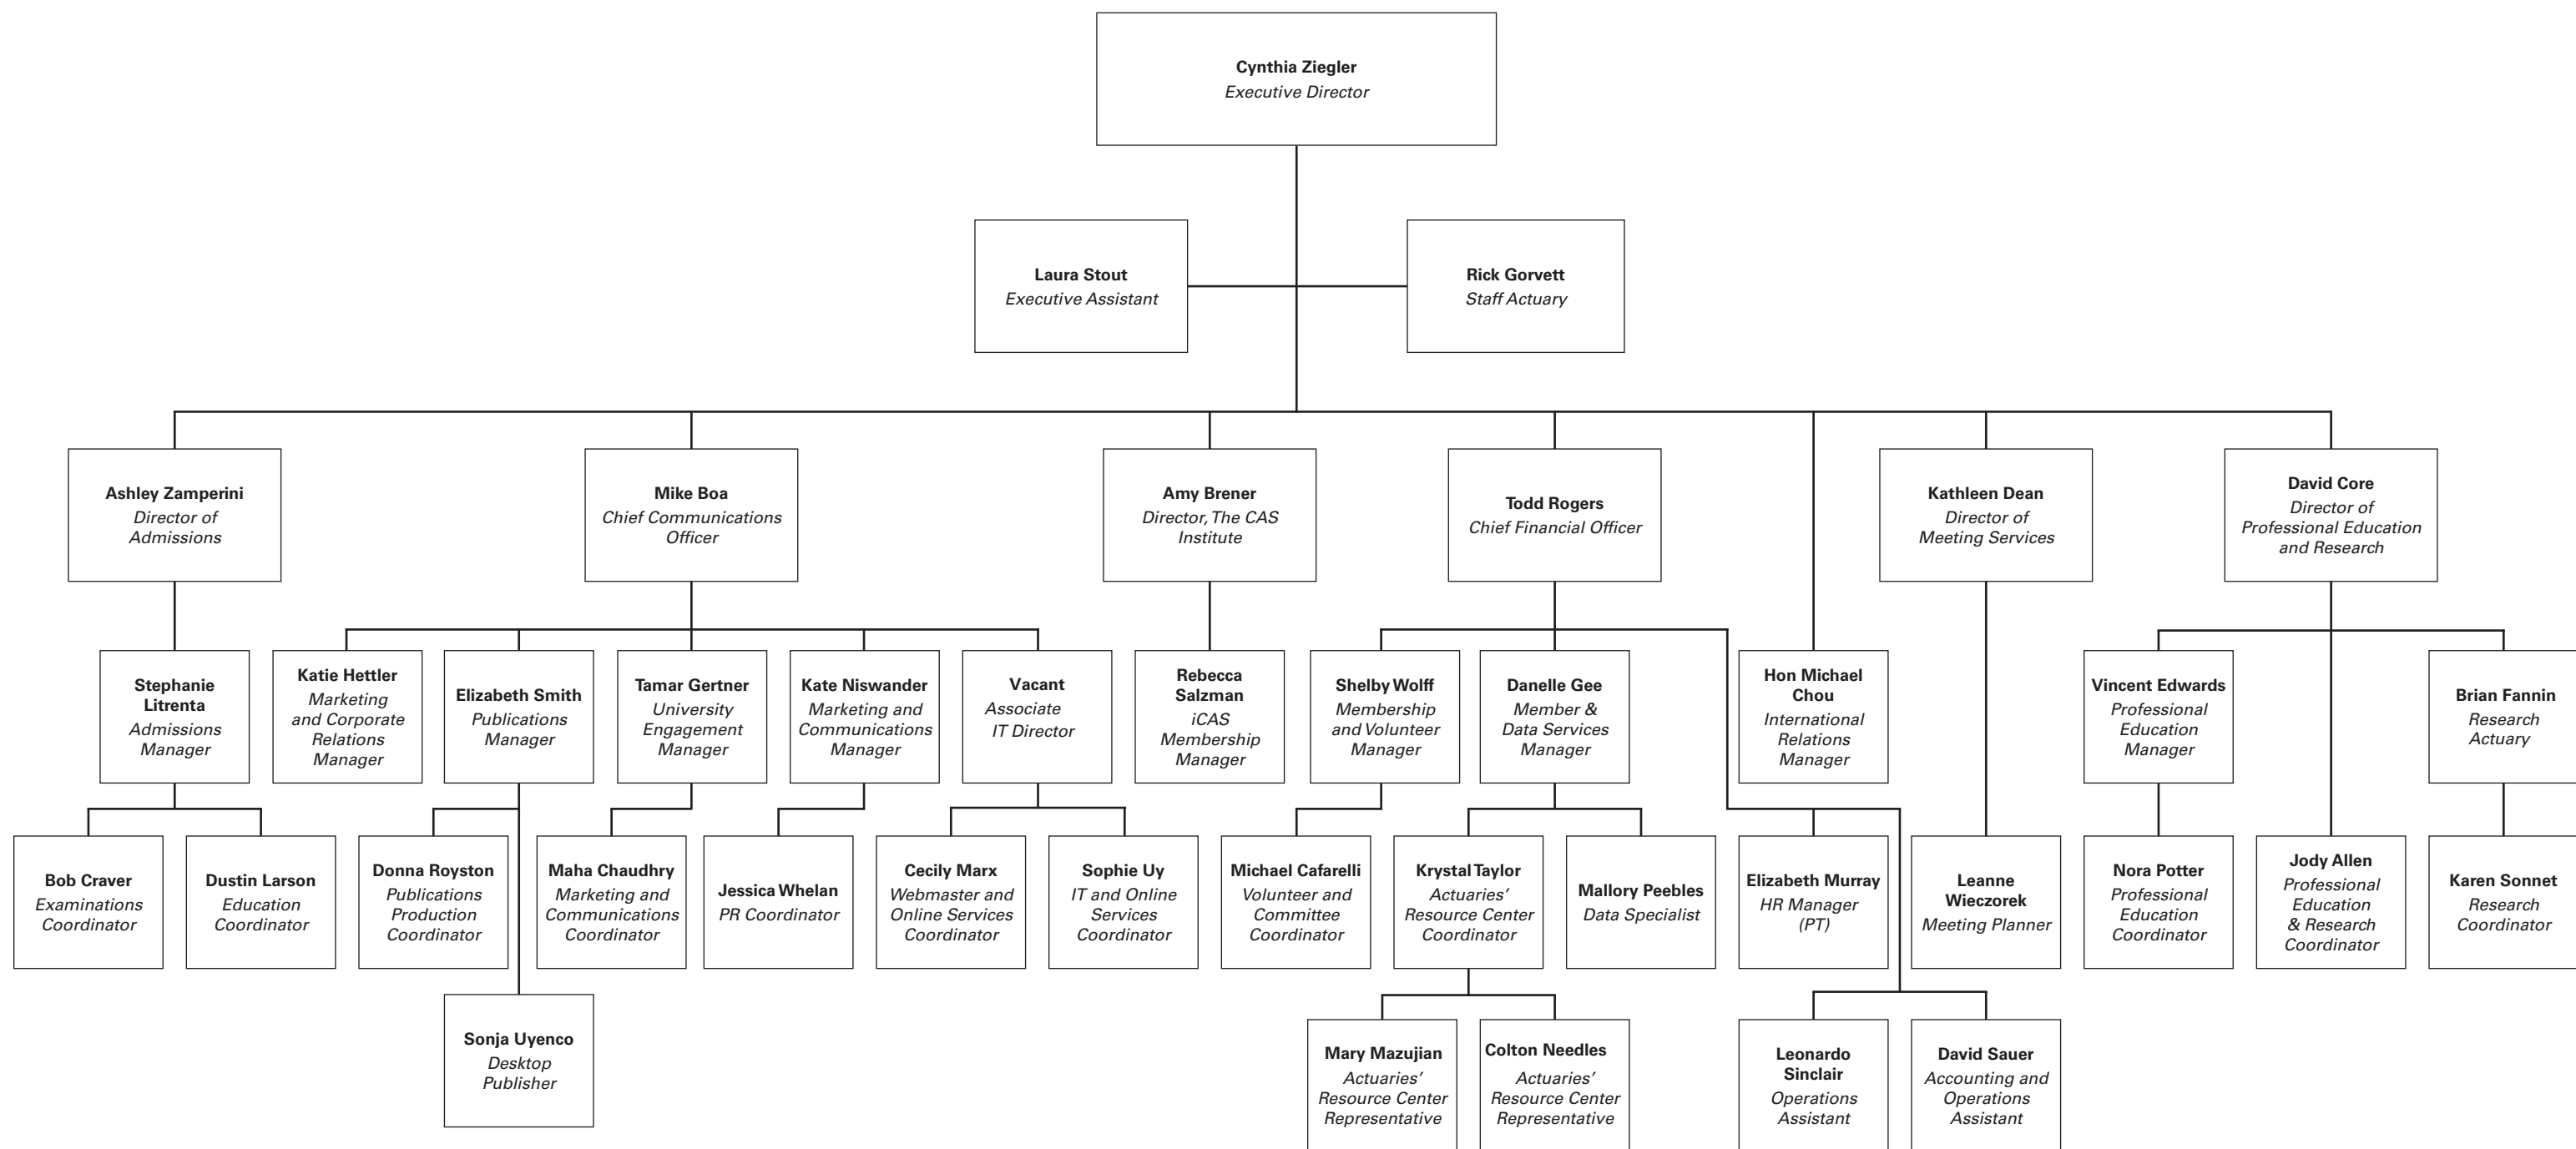 Cynthia Ziegler
Executive Director
Laura Stout
Executive Assistant
Rick Gorvett
Staff Actuary
Ashley Zamperini
Director of
Admissions
Mike Boa
Chief Communications
Officer
Amy Brener
Director, The CAS
Institute
Todd Rogers
Chief Financial Officer
Kathleen Dean
Director of
Meeting Services
David Core
Director of
Professional Education
and Research
Stephanie
Litrenta
Admissions
Manager
Katie Hettler
Marketing
and Corporate
Relations
Manager
Elizabeth Smith
Publications
Manager
Tamar Gertner
University
Engagement
Manager
Kate Niswander
Marketing and
Communications
Manager
Vacant
Associate
IT Director
Rebecca
Salzman
iCAS
Membership
Manager
Shelby Wolff
Membership
and Volunteer
Manager
Danelle Gee
Member &
Data Services
Manager
Hon Michael
Chou
International
Relations
Manager
Vincent Edwards
Professional
Education
Manager
Brian Fannin
Research
Actuary
Bob Craver
Examinations
Coordinator
Dustin Larson
Education
Coordinator
Donna Royston
Publications
Production
Coordinator
Maha Chaudhry
Marketing and
Communications
Coordinator
Jessica Whelan
PR Coordinator
Cecily Marx
Webmaster and
Online Services
Coordinator
Sophie Uy
IT and Online
Services
Coordinator
Michael Cafarelli
Volunteer and
Committee
Coordinator
Krystal Taylor
Actuaries’
Resource Center
Coordinator
Mallory Peebles
Data Specialist
Elizabeth Murray
HR Manager
(PT)
Leanne
Wieczorek
Meeting Planner
Nora Potter
Professional
Education
Coordinator
Jody Allen
Professional
Education
& Research
Coordinator
Karen Sonnet
Research
Coordinator
Sonja Uyenco
Desktop
Publisher
Mary Mazujian
Actuaries’
Resource Center
Representative
Colton Needles
Actuaries’
Resource Center
Representative
Leonardo
Sinclair
Operations
Assistant
David Sauer
Accounting and
Operations
Assistant